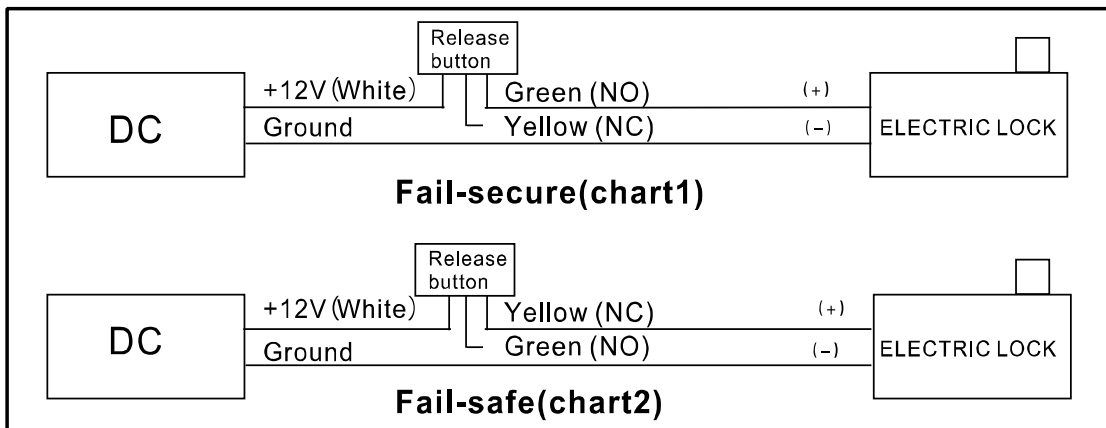 Release
button
+12V (White)
Green (NO)
(+)
DC
Ground
Yellow (NC)
(-)
ELECTRIC LOCK
Fail-secure(chart1)
Release
button
+12V (White)
Yellow (NC)
(+)
DC
Ground
Green (NO)
(-)
ELECTRIC LOCK
Fail-safe(chart2)